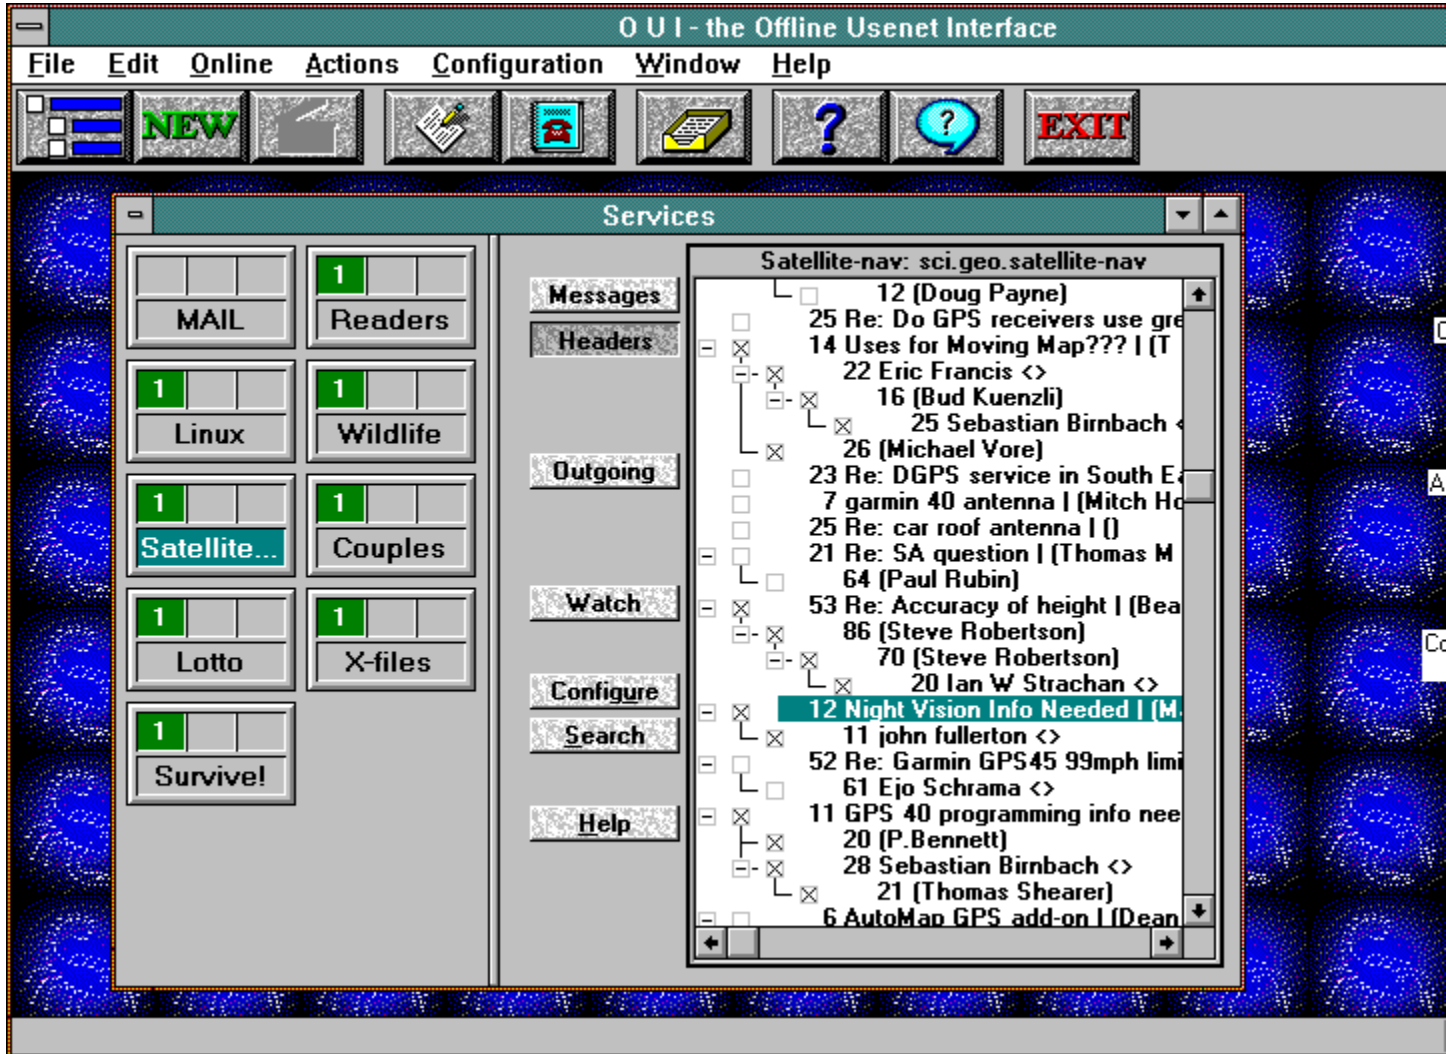 O U I - the Offline Usenet Interface
File Edit Online Actions Configuration Window Help
NEW ? ? EXIT
Services
MAIL
1
Readers
1
Linux
1
Wildlife
1
Satellite...
1
Couples
1
Lotto
1
X-files
1
Survive!
Messages
Headers
Outgoing
Watch
Configure
Search
Help
Satellite-nav: sci.geo.satellite-nav
12 (Doug Payne)
25 Re: Do GPS receivers use gre
14 Uses for Moving Map??? | (T
22 Eric Francis <>
16 (Bud Kuenzli)
25 Sebastian Birnbach <
26 (Michael Vore)
23 Re: DGPS service in South Ea
7 garmin 40 antenna | (Mitch Ho
25 Re: car roof antenna | ()
21 Re: SA question | (Thomas M
64 (Paul Rubin)
53 Re: Accuracy of height | (Bea
86 (Steve Robertson)
70 (Steve Robertson)
20 Ian W Strachan <>
12 Night Vision Info Needed | (Ma
11 john fullerton <>
52 Re: Garmin GPS45 99mph limi
61 Ejo Schrama <>
11 GPS 40 programming info nee
20 (P.Bennett)
28 Sebastian Birnbach <>
21 (Thomas Shearer)
6 AutoMap GPS add-on | (Dean
A
Co